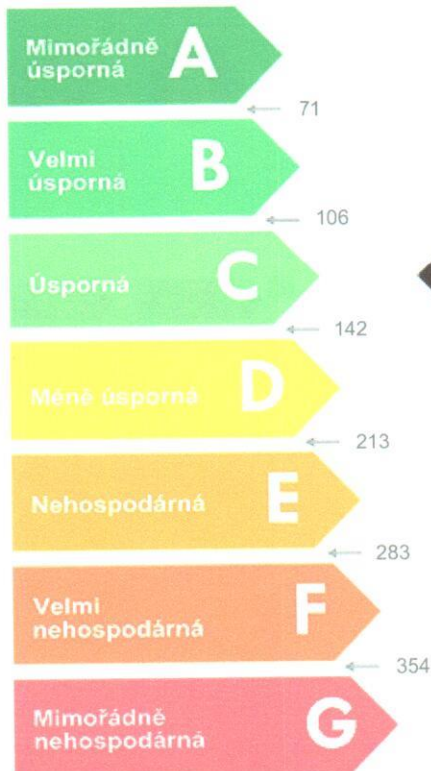 Mimořádně
úsporná
A
71
Velmi
úsporná
B
106
Úsporná
C
142
Méně úsporná
D
213
Nehospodárná
E
283
Velmi
nehospodárná
F
354
Mimořádně
nehospodárná
G